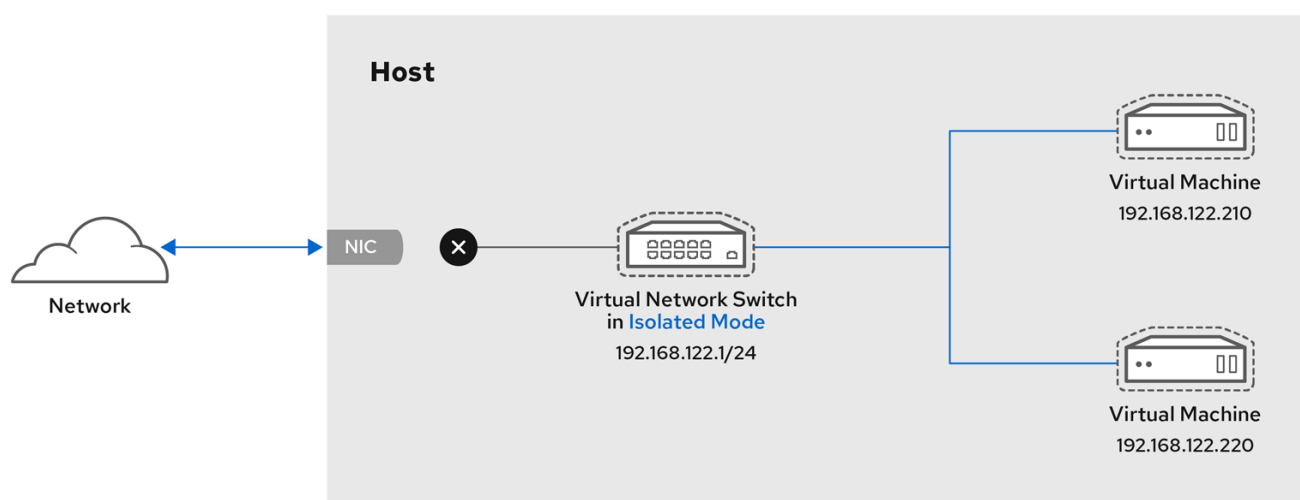 Host
Network
NIC
Virtual Network Switch
in Isolated Mode
192.168.122.1/24
Virtual Machine
192.168.122.210
Virtual Machine
192.168.122.220